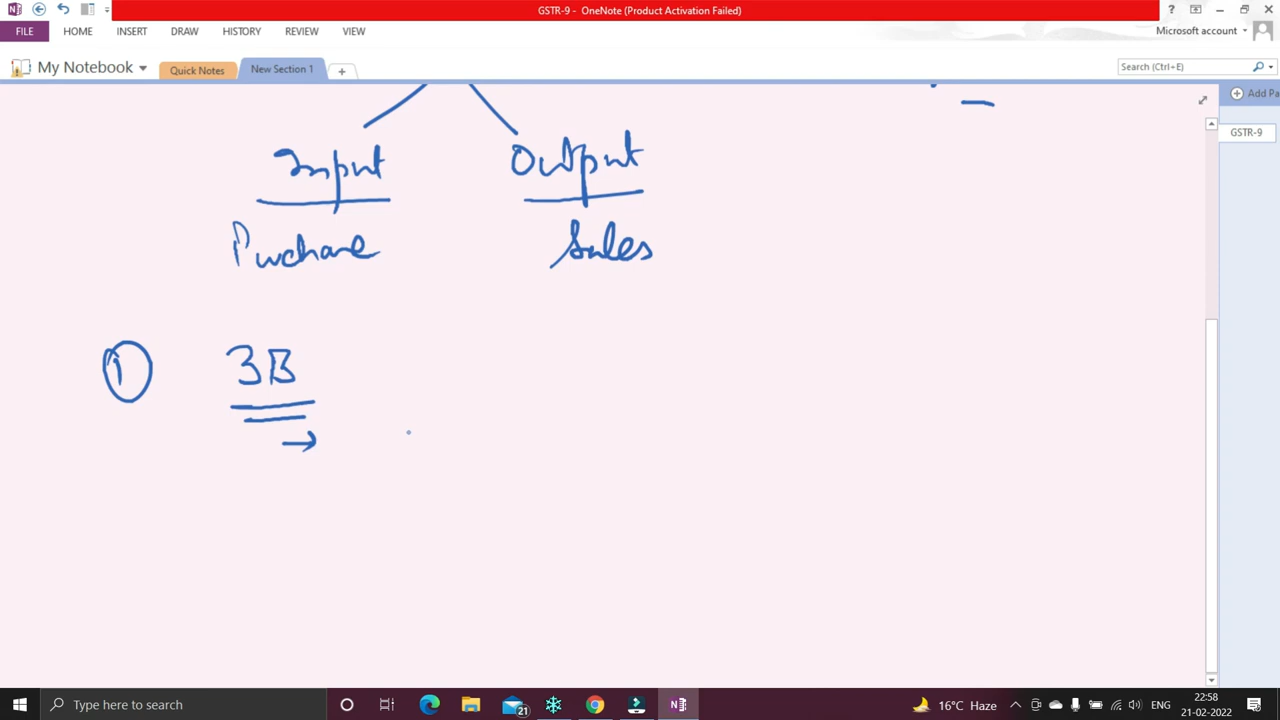 GSTR-9 - OneNote (Product Activation Failed)
FILE HOME INSERT DRAW HISTORY REVIEW VIEW
Microsoft account
My Notebook
Quick Notes
New Section 1
Search (Ctrl+E)
Add Pa
GSTR-9
Input Output
Purchase Sales
1 3B
→
Type here to search
21
16°C Haze
ENG
22:58
21-02-2022